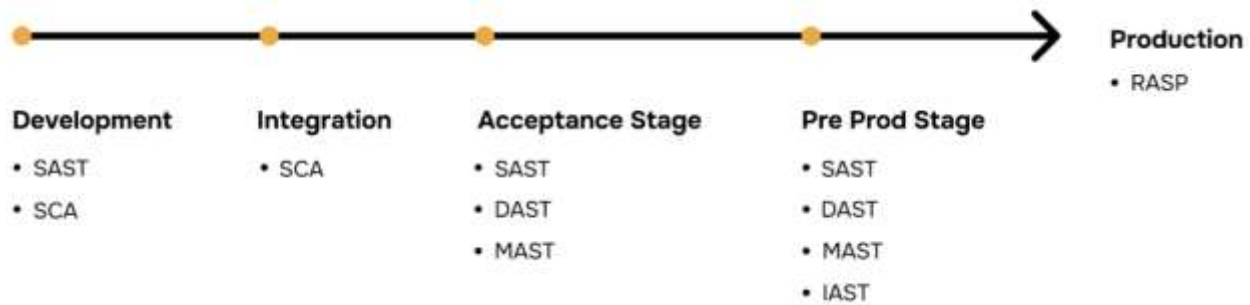 Production
• RASP
Development
• SAST
• SCA
Integration
• SCA
Acceptance Stage
• SAST
• DAST
• MAST
Pre Prod Stage
• SAST
• DAST
• MAST
• IAST